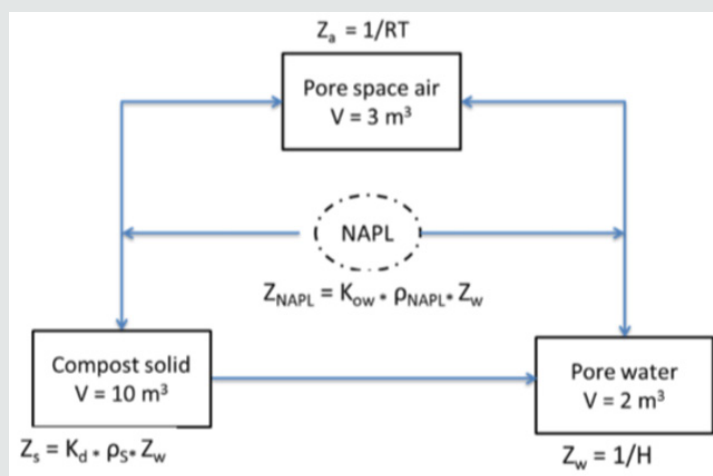 Zₐ = 1/RT
Pore space air
V = 3 m³
NAPL
Z_NAPL = K_ow • ρ_NAPL • Z_w
Compost solid
V = 10 m³
Z_s = K_d • ρ_S • Z_w
Pore water
V = 2 m³
Z_w = 1/H